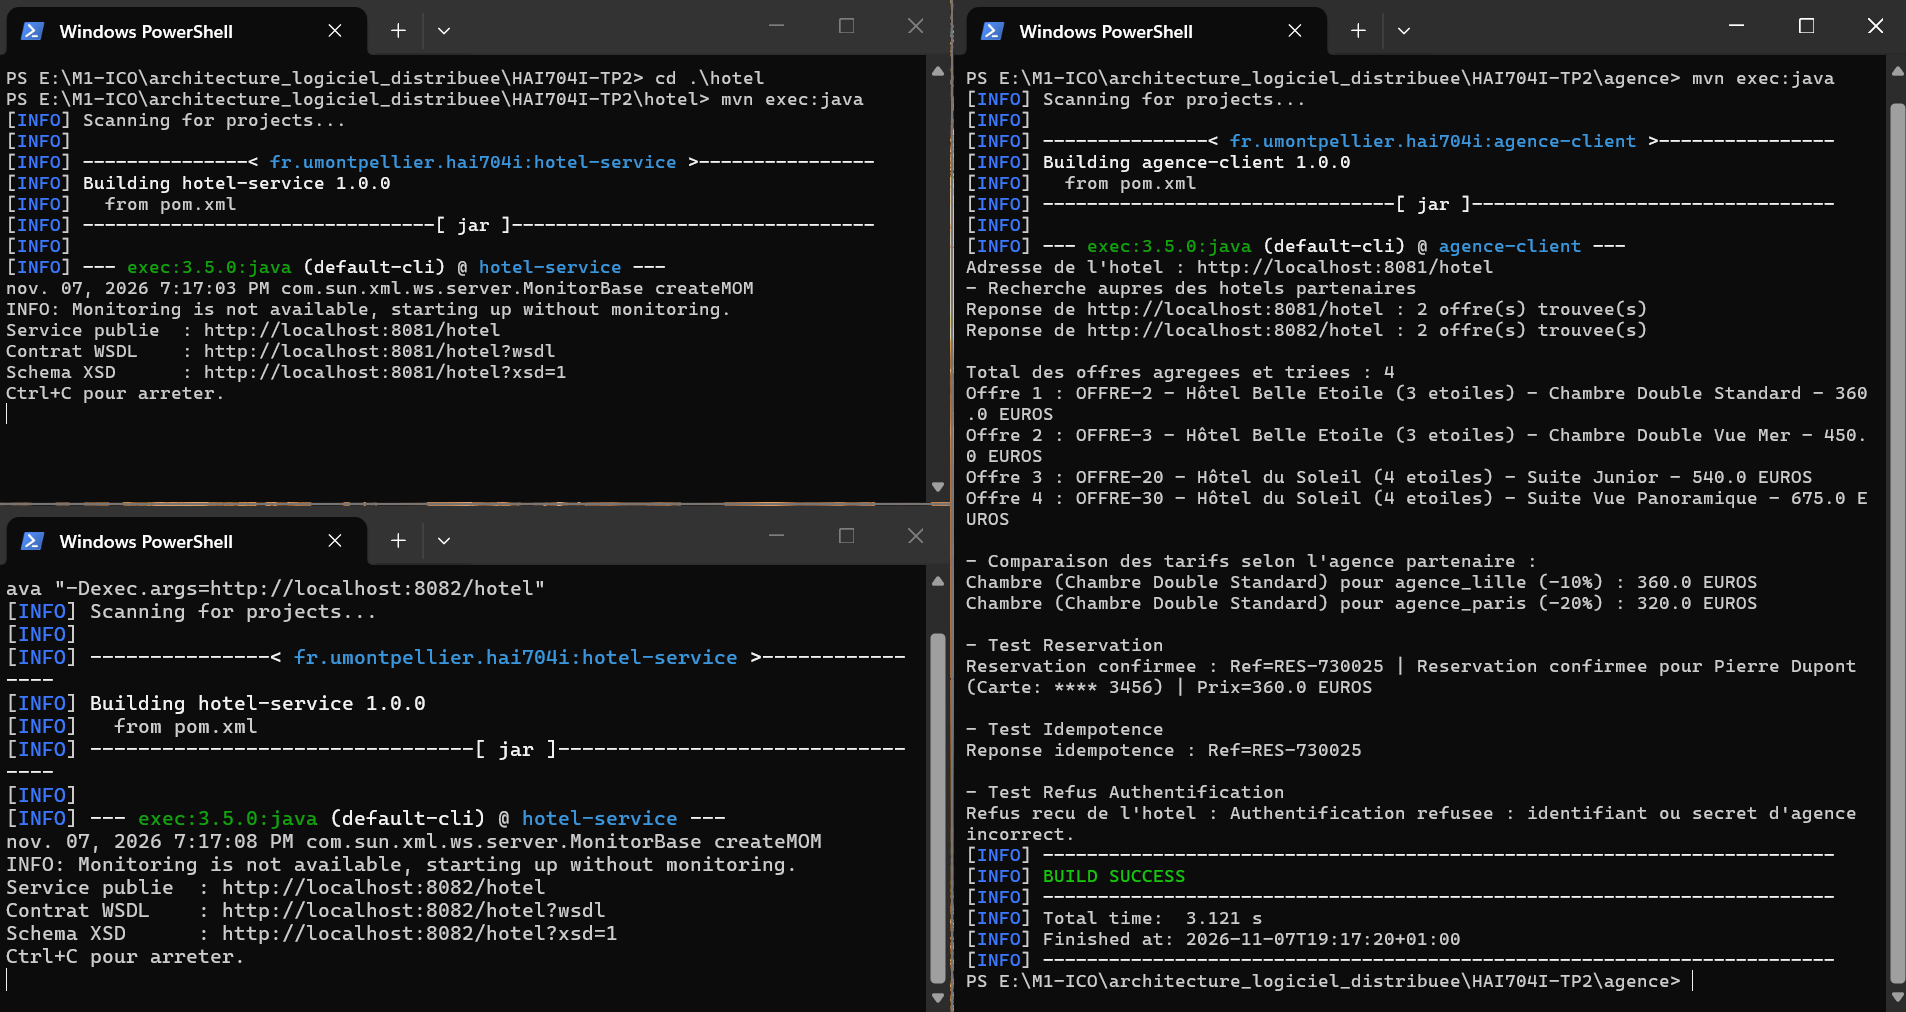 Windows PowerShell
PS E:\M1-ICO\architecture_logiciel_distribuee\HAI704I-TP2> cd .\hotel
PS E:\M1-ICO\architecture_logiciel_distribuee\HAI704I-TP2\hotel> mvn exec:java
[INFO] Scanning for projects...
[INFO]
[INFO] ---------------< fr.umontpellier.hai704i:hotel-service >----------------
[INFO] Building hotel-service 1.0.0
[INFO]   from pom.xml
[INFO] --------------------------------[ jar ]---------------------------------
[INFO]
[INFO] --- exec:3.5.0:java (default-cli) @ hotel-service ---
nov. 07, 2026 7:17:03 PM com.sun.xml.ws.server.MonitorBase createMOM
INFO: Monitoring is not available, starting up without monitoring.
Service publie  : http://localhost:8081/hotel
Contrat WSDL    : http://localhost:8081/hotel?wsdl
Schema XSD      : http://localhost:8081/hotel?xsd=1
Ctrl+C pour arreter.
Windows PowerShell
ava "-Dexec.args=http://localhost:8082/hotel"
[INFO] Scanning for projects...
[INFO]
[INFO] ---------------< fr.umontpellier.hai704i:hotel-service >------------
----
[INFO] Building hotel-service 1.0.0
[INFO]   from pom.xml
[INFO] --------------------------------[ jar ]-----------------------------
----
[INFO]
[INFO] --- exec:3.5.0:java (default-cli) @ hotel-service ---
nov. 07, 2026 7:17:08 PM com.sun.xml.ws.server.MonitorBase createMOM
INFO: Monitoring is not available, starting up without monitoring.
Service publie  : http://localhost:8082/hotel
Contrat WSDL    : http://localhost:8082/hotel?wsdl
Schema XSD      : http://localhost:8082/hotel?xsd=1
Ctrl+C pour arreter.
Windows PowerShell
PS E:\M1-ICO\architecture_logiciel_distribuee\HAI704I-TP2\agence> mvn exec:java
[INFO] Scanning for projects...
[INFO]
[INFO] ---------------< fr.umontpellier.hai704i:agence-client >----------------
[INFO] Building agence-client 1.0.0
[INFO]   from pom.xml
[INFO] --------------------------------[ jar ]---------------------------------
[INFO]
[INFO] --- exec:3.5.0:java (default-cli) @ agence-client ---
Adresse de l'hotel : http://localhost:8081/hotel
- Recherche aupres des hotels partenaires
Reponse de http://localhost:8081/hotel : 2 offre(s) trouvee(s)
Reponse de http://localhost:8082/hotel : 2 offre(s) trouvee(s)
Total des offres agregees et triees : 4
Offre 1 : OFFRE-2 - Hôtel Belle Etoile (3 etoiles) - Chambre Double Standard - 360
.0 EUROS
Offre 2 : OFFRE-3 - Hôtel Belle Etoile (3 etoiles) - Chambre Double Vue Mer - 450.
0 EUROS
Offre 3 : OFFRE-20 - Hôtel du Soleil (4 etoiles) - Suite Junior - 540.0 EUROS
Offre 4 : OFFRE-30 - Hôtel du Soleil (4 etoiles) - Suite Vue Panoramique - 675.0 E
UROS
- Comparaison des tarifs selon l'agence partenaire :
Chambre (Chambre Double Standard) pour agence_lille (-10%) : 360.0 EUROS
Chambre (Chambre Double Standard) pour agence_paris (-20%) : 320.0 EUROS
- Test Reservation
Reservation confirmee : Ref=RES-730025 | Reservation confirmee pour Pierre Dupont
(Carte: **** 3456) | Prix=360.0 EUROS
- Test Idempotence
Reponse idempotence : Ref=RES-730025
- Test Refus Authentification
Refus recu de l'hotel : Authentification refusee : identifiant ou secret d'agence
incorrect.
[INFO] ------------------------------------------------------------------------
[INFO] BUILD SUCCESS
[INFO] ------------------------------------------------------------------------
[INFO] Total time:  3.121 s
[INFO] Finished at: 2026-11-07T19:17:20+01:00
[INFO] ------------------------------------------------------------------------
PS E:\M1-ICO\architecture_logiciel_distribuee\HAI704I-TP2\agence>